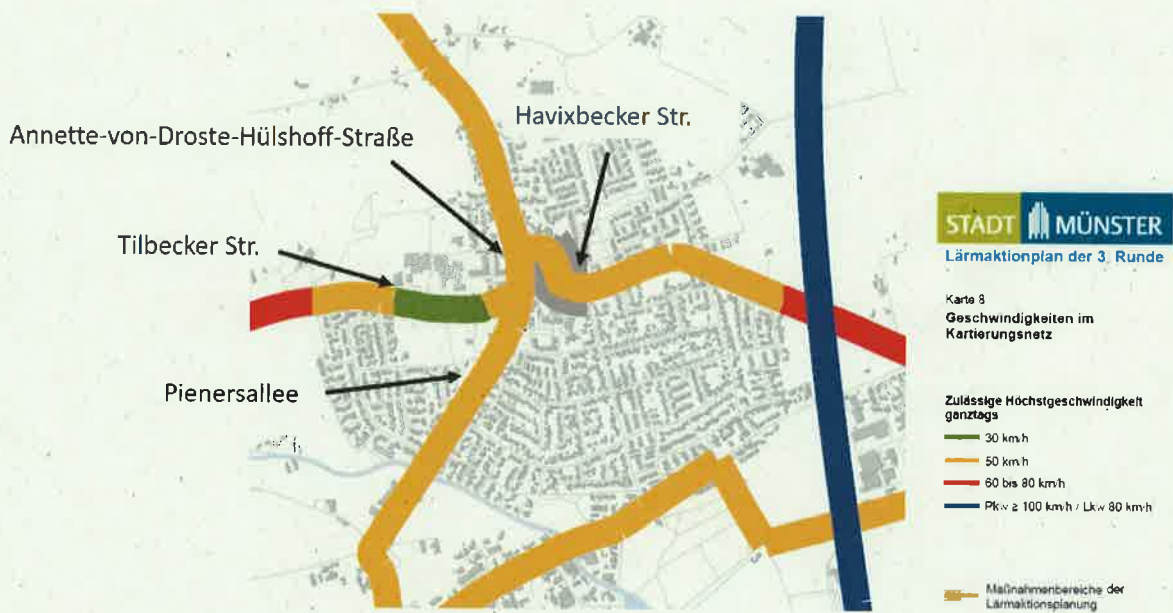 Havixbecker Str.
Annette-von-Droste-Hülshoff-Straße
Tilbecker Str.
Pienersallee
STADT MÜNSTER
Lärmaktionplan der 3. Runde
Karte 8
Geschwindigkeiten im
Kartierungsnetz
Zulässige Höchstgeschwindigkeit
ganztags
30 km/h
50 km/h
60 bis 80 km/h
Pkw ≥ 100 km/h / Lkw 80 km/h
Maßnahmenbereiche der
Lärmaktionsplanung